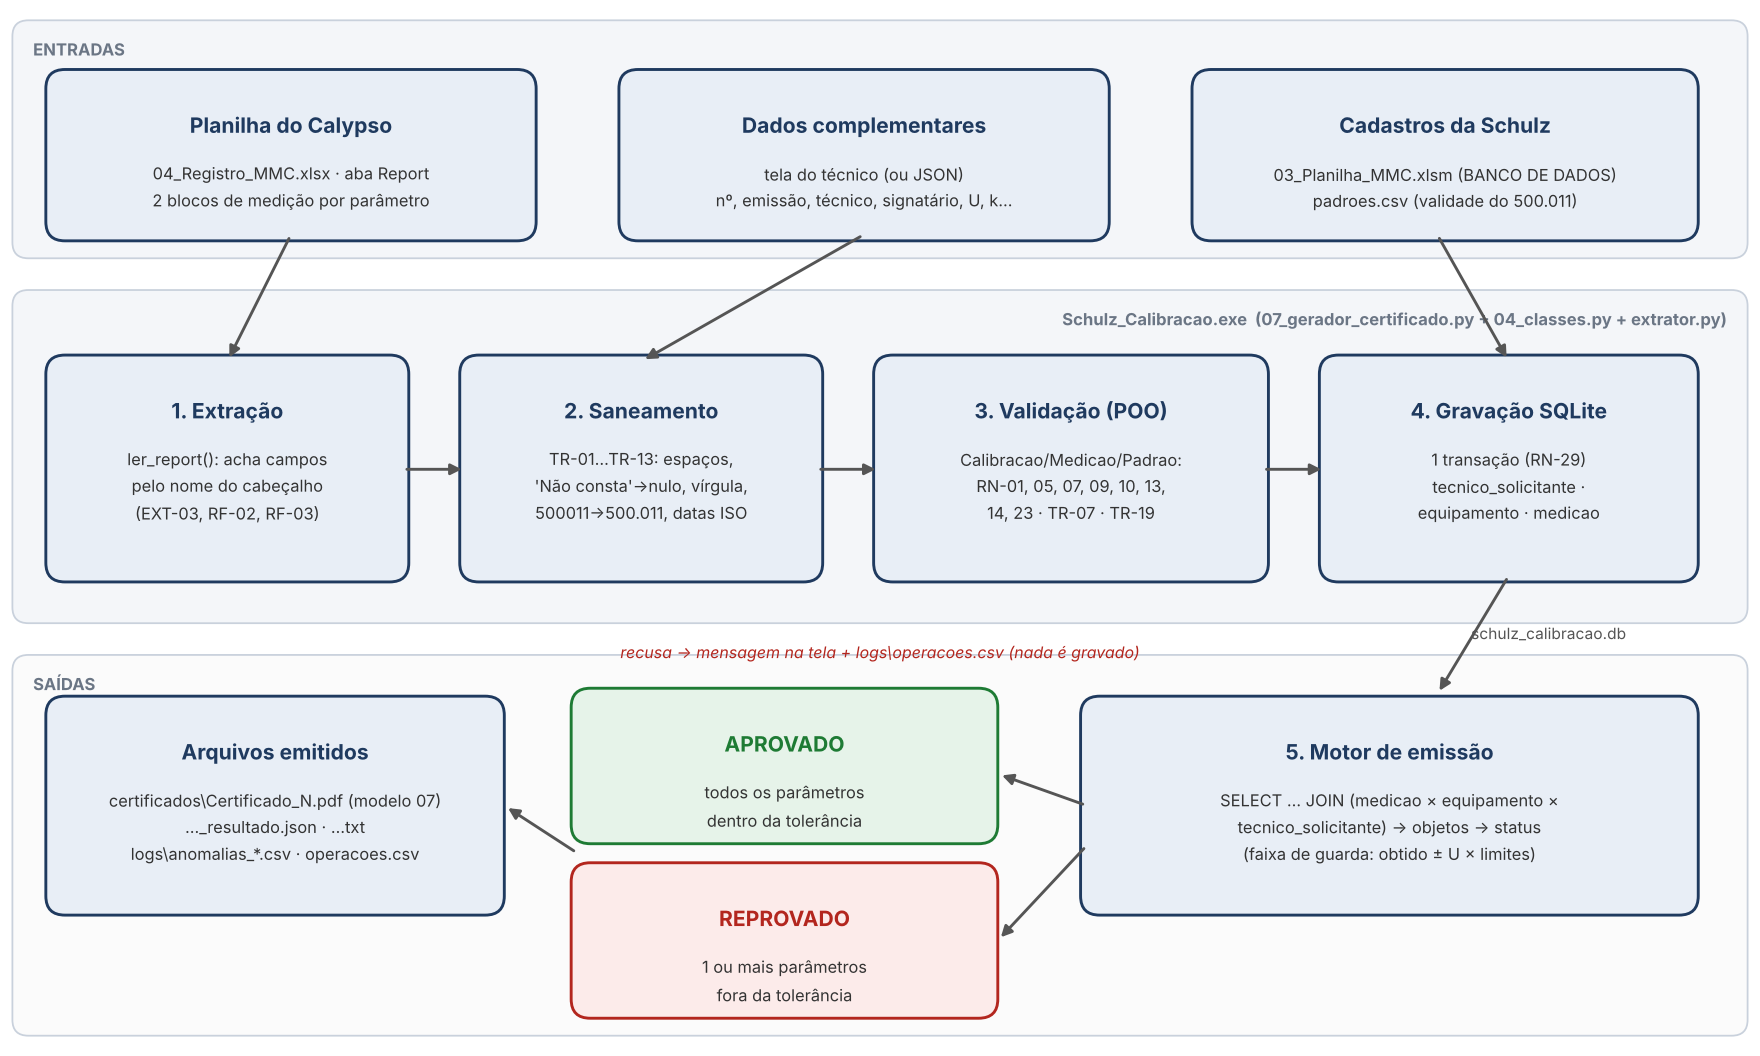 ENTRADAS
Planilha do Calypso
04_Registro_MMC.xlsx · aba Report
2 blocos de medição por parâmetro
Dados complementares
tela do técnico (ou JSON)
nº, emissão, técnico, signatário, U, k...
Cadastros da Schulz
03_Planilha_MMC.xlsm (BANCO DE DADOS)
padroes.csv (validade do 500.011)
Schulz_Calibracao.exe (07_gerador_certificado.py + 04_classes.py + extrator.py)
1. Extração
ler_report(): acha campos
pelo nome do cabeçalho
(EXT-03, RF-02, RF-03)
2. Saneamento
TR-01...TR-13: espaços,
'Não consta'→nulo, vírgula,
500011→500.011, datas ISO
3. Validação (POO)
Calibracao/Medicao/Padrao:
RN-01, 05, 07, 09, 10, 13,
14, 23 · TR-07 · TR-19
4. Gravação SQLite
1 transação (RN-29)
tecnico_solicitante ·
equipamento · medicao
schulz_calibracao.db
recusa → mensagem na tela + logs\operacoes.csv (nada é gravado)
SAÍDAS
Arquivos emitidos
certificados\Certificado_N.pdf (modelo 07)
..._resultado.json · ...txt
logs\anomalias_*.csv · operacoes.csv
APROVADO
todos os parâmetros
dentro da tolerância
REPROVADO
1 ou mais parâmetros
fora da tolerância
5. Motor de emissão
SELECT ... JOIN (medicao × equipamento ×
tecnico_solicitante) → objetos → status
(faixa de guarda: obtido ± U × limites)